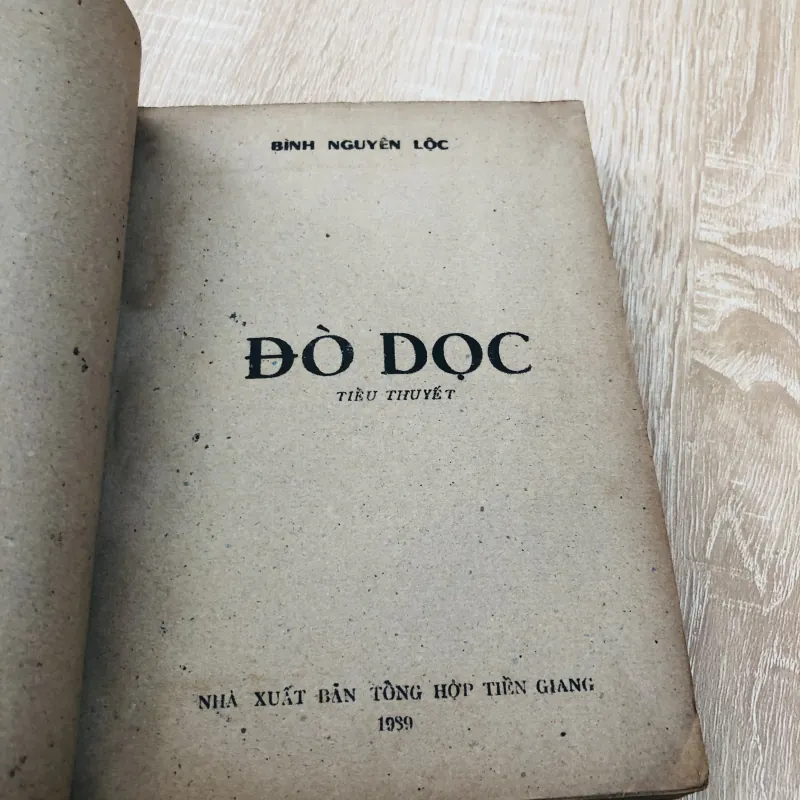 BÌNH NGUYÊN LỘC
ĐÒ DỌC
TIỂU THUYẾT
NHÀ XUẤT BẢN TỔNG HỢP TIỀN GIANG
1989